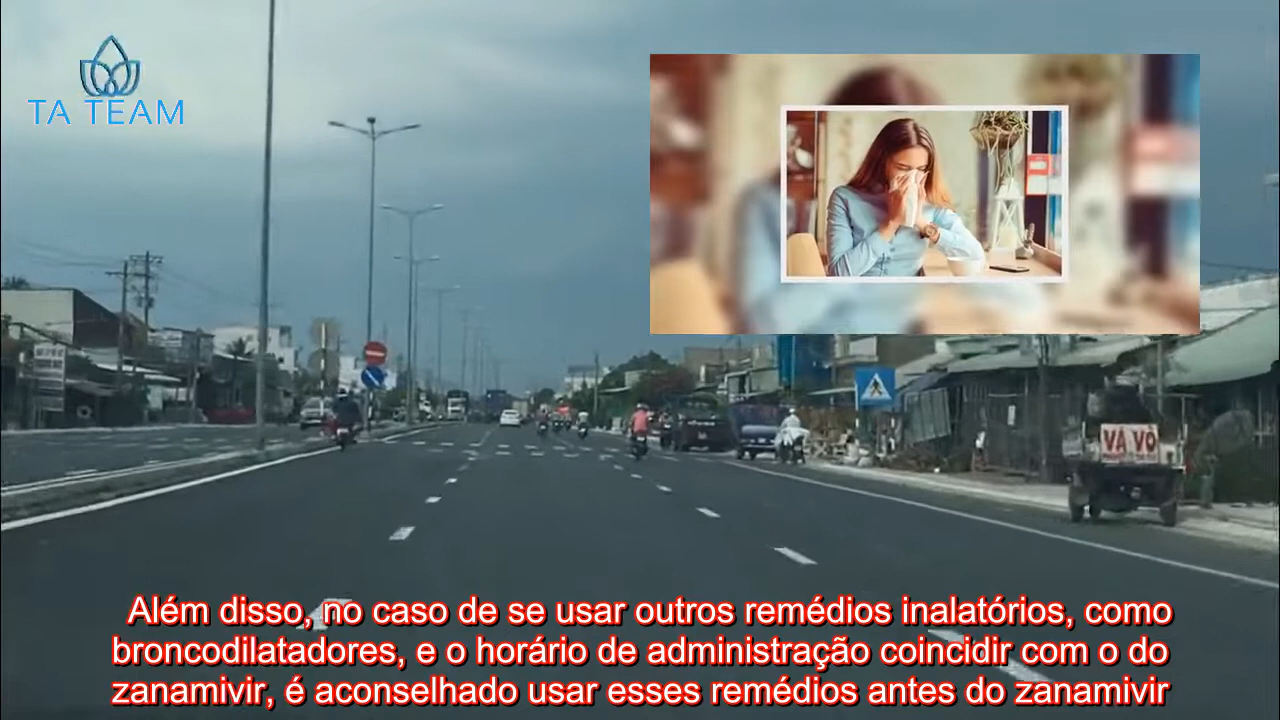 TA TEAM
VÁ VỎ
Além disso, no caso de se usar outros remédios inalatórios, como
broncodilatadores, e o horário de administração coincidir com o do
zanamivir, é aconselhado usar esses remédios antes do zanamivir